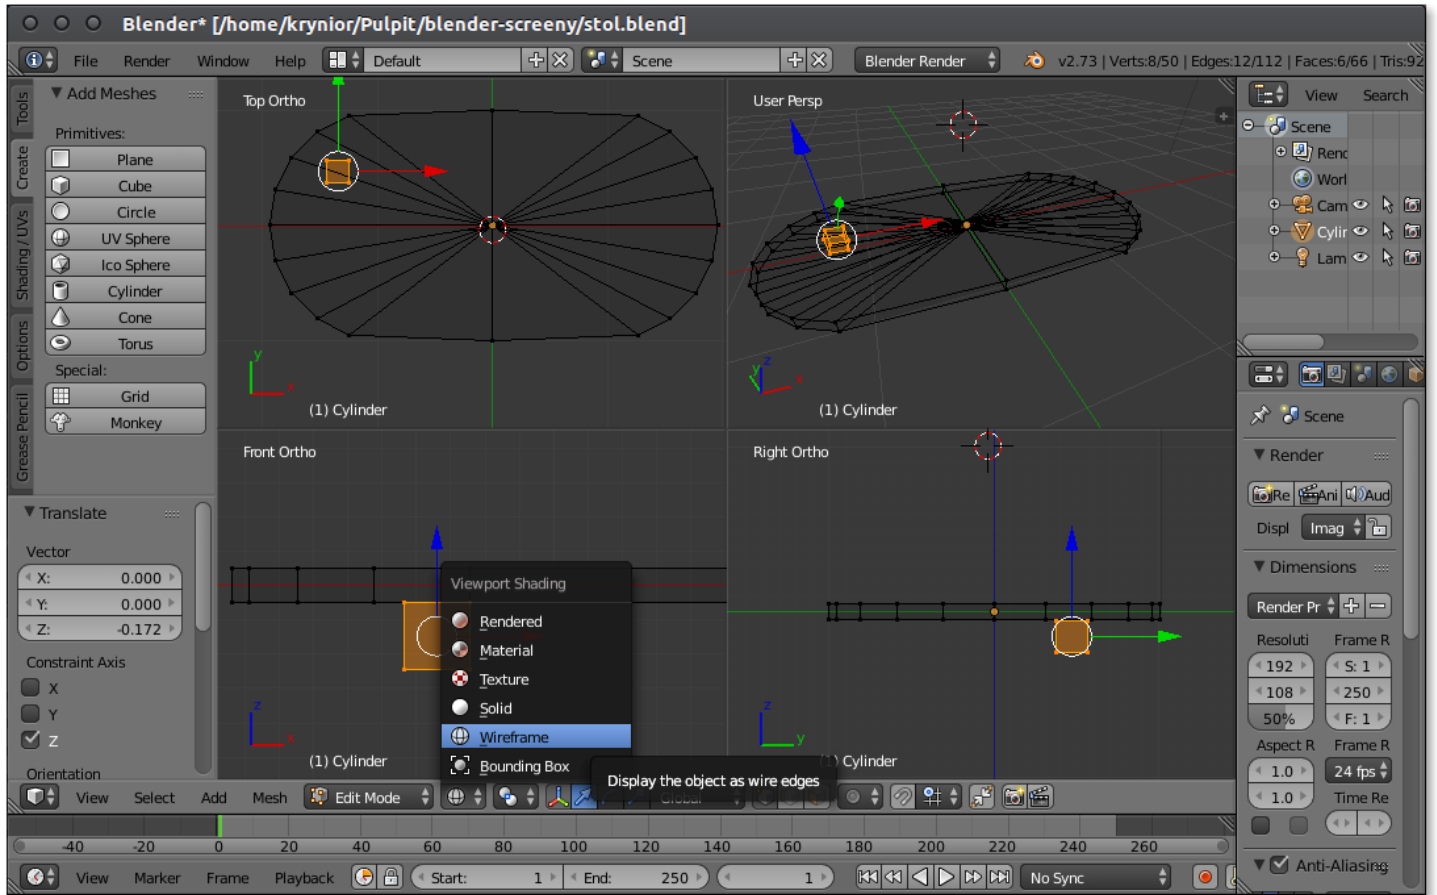 Blender* [/home/krynior/Pulpit/blender-screeny/stol.blend]
File Render Window Help Default Scene Blender Render v2.73 | Verts:8/50 | Edges:12/112 | Faces:6/66 | Tris:92
Tools
Create
Shading / UVs
Options
Grease Pencil
Add Meshes
Primitives:
Plane
Cube
Circle
UV Sphere
Ico Sphere
Cylinder
Cone
Torus
Special:
Grid
Monkey
Translate
Vector
X: 0.000
Y: 0.000
Z: -0.172
Constraint Axis
X
Y
Z
Orientation
Top Ortho
y
x
(1) Cylinder
User Persp
z
y
x
(1) Cylinder
Front Ortho
z
x
(1) Cylinder
Right Ortho
z
y
) Cylinder
Viewport Shading
Rendered
Material
Texture
Solid
Wireframe
Bounding Box
Display the object as wire edges
View Select Add Mesh Edit Mode Global
-40 -20 0 20 40 60 80 100 120 140 160 180 200 220 240 260
View Marker Frame Playback Start: 1 End: 250 1 No Sync
View Search
Scene
Renc
Worl
Cam
Cylir
Lam
Scene
Render
Re Ani Aud
Displ Imag
Dimensions
Render Pr
Resoluti Frame R
192 S: 1
108 250
50% F: 1
Aspect R Frame R
1.0 24 fps
1.0 Time Re
Anti-Aliasing